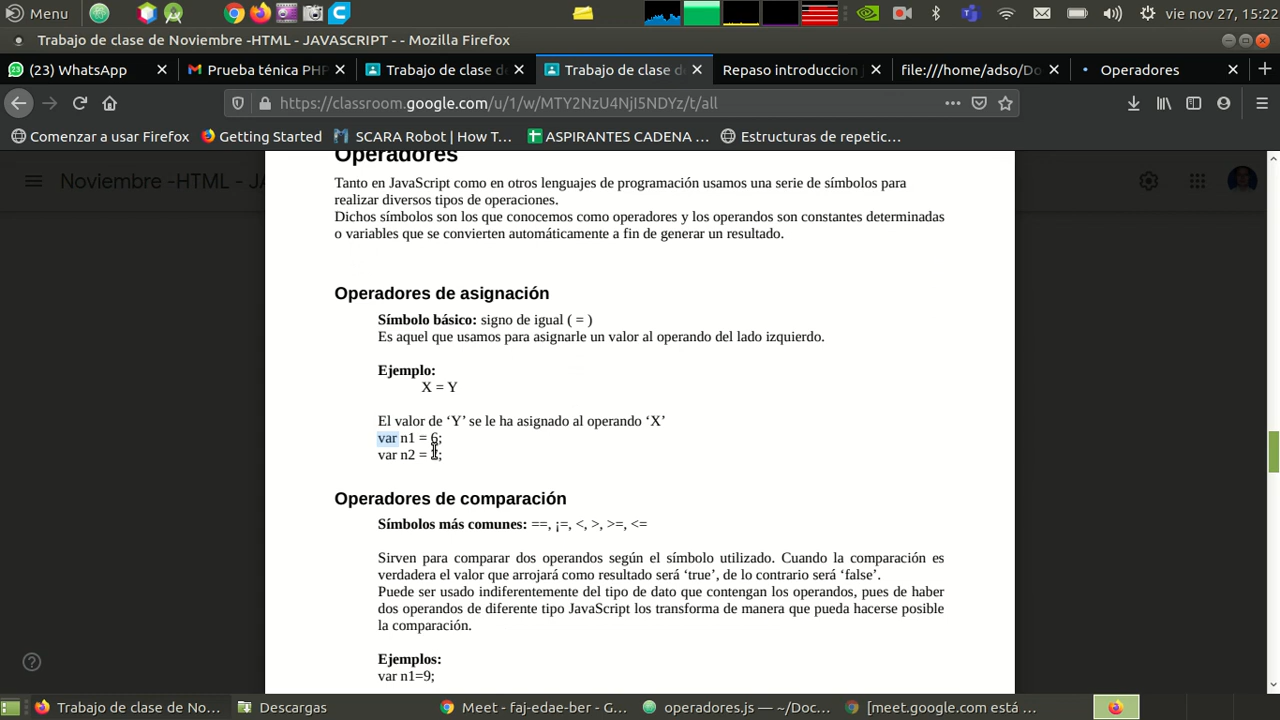 Menu
vie nov 27, 15:22
Trabajo de clase de Noviembre -HTML - JAVASCRIPT - - Mozilla Firefox
(23) WhatsApp
Prueba ténica PHP
Trabajo de clase d
Trabajo de clase d
Repaso introduccion
file:///home/adso/Do
Operadores
https://classroom.google.com/u/1/w/MTY2NzU4NjI5NDYz/t/all
Comenzar a usar Firefox
Getting Started
SCARA Robot | How T...
ASPIRANTES CADENA ...
Estructuras de repetic...
Noviembre -HTML - JA
Operadores
Tanto en JavaScript como en otros lenguajes de programación usamos una serie de símbolos para
realizar diversos tipos de operaciones.
Dichos símbolos son los que conocemos como operadores y los operandos son constantes determinadas
o variables que se convierten automáticamente a fin de generar un resultado.
Operadores de asignación
Símbolo básico: signo de igual ( = )
Es aquel que usamos para asignarle un valor al operando del lado izquierdo.
Ejemplo:
X = Y
El valor de ‘Y’ se le ha asignado al operando ‘X’
var n1 = 6;
var n2 = ;
Operadores de comparación
Símbolos más comunes: ==, ¡=, <, >, >=, <=
Sirven para comparar dos operandos según el símbolo utilizado. Cuando la comparación es
verdadera el valor que arrojará como resultado será ‘true’, de lo contrario será ‘false’.
Puede ser usado indiferentemente del tipo de dato que contengan los operandos, pues de haber
dos operandos de diferente tipo JavaScript los transforma de manera que pueda hacerse posible
la comparación.
Ejemplos:
var n1=9;
Trabajo de clase de No...
Descargas
Meet - faj-edae-ber - G...
operadores.js — ~/Doc...
[meet.google.com está ...